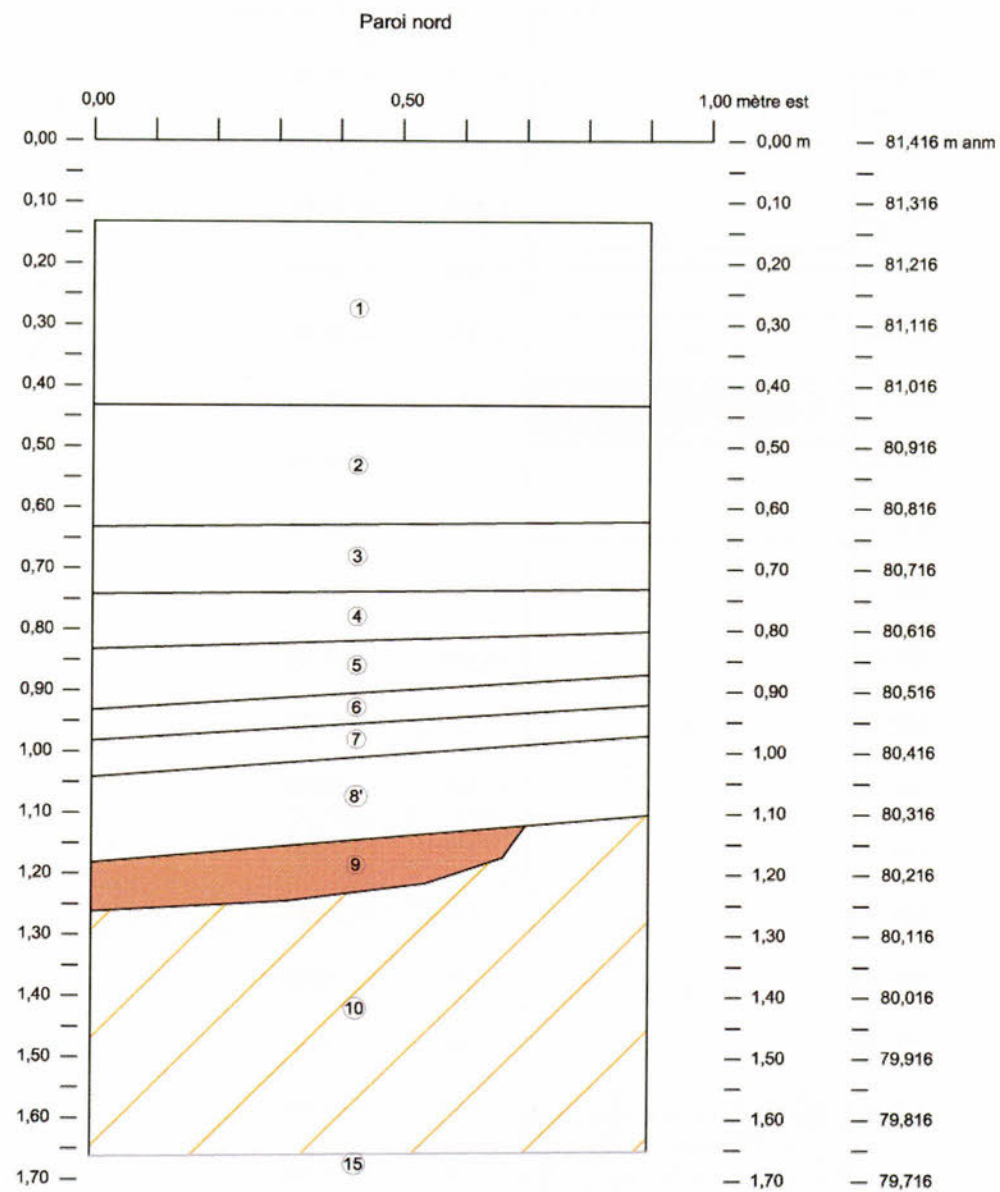 Paroi nord
0,00 0,50 1,00 mètre est
0,00 — — 0,00 m — 81,416 m anm
0,10 — — 0,10 — 81,316
0,20 — — 0,20 — 81,216
①
0,30 — — 0,30 — 81,116
0,40 — — 0,40 — 81,016
0,50 — — 0,50 — 80,916
②
0,60 — — 0,60 — 80,816
③
0,70 — — 0,70 — 80,716
④
0,80 — — 0,80 — 80,616
⑤
0,90 — — 0,90 — 80,516
⑥
⑦
1,00 — — 1,00 — 80,416
8'
1,10 — — 1,10 — 80,316
⑨
1,20 — — 1,20 — 80,216
1,30 — — 1,30 — 80,116
1,40 — — 1,40 — 80,016
⑩
1,50 — — 1,50 — 79,916
1,60 — — 1,60 — 79,816
⑮
1,70 — — 1,70 — 79,716